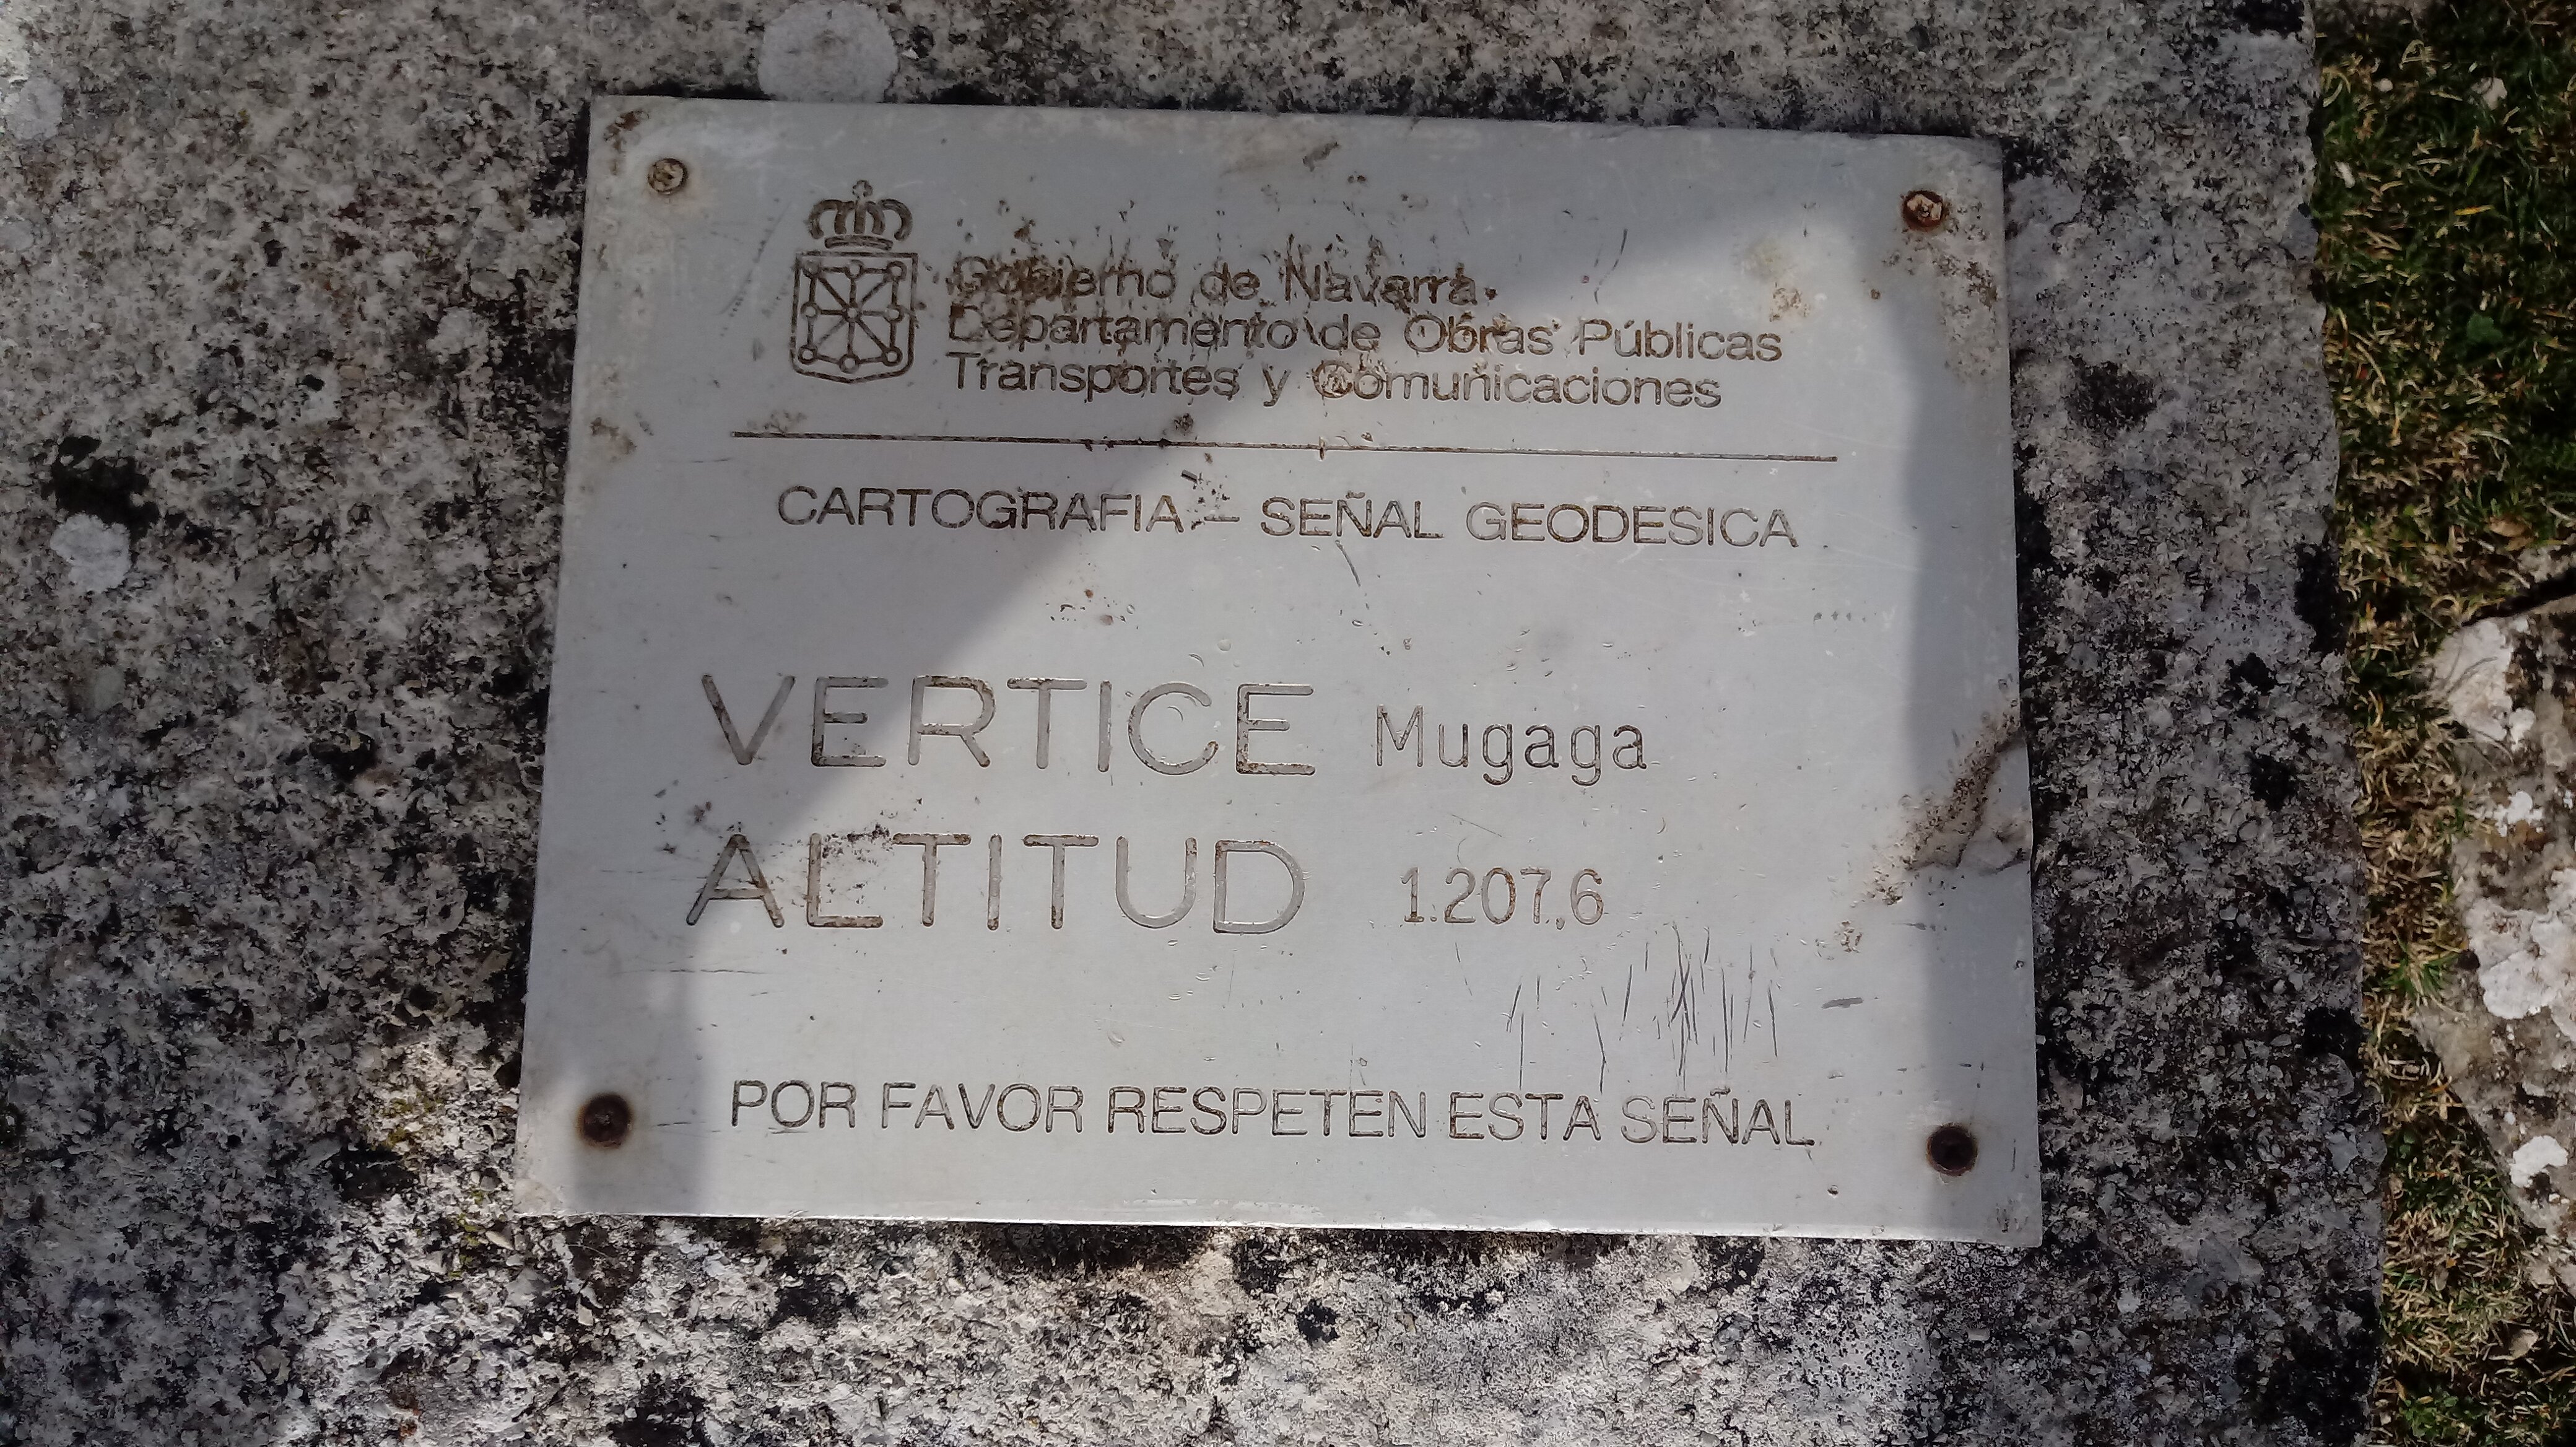 Gobierno de Navarra
Departamento de Obras Públicas
Transportes y Comunicaciones
CARTOGRAFIA - SEÑAL GEODESICA
VERTICE Mugaga
ALTITUD 1.207,6
POR FAVOR RESPETEN ESTA SEÑAL